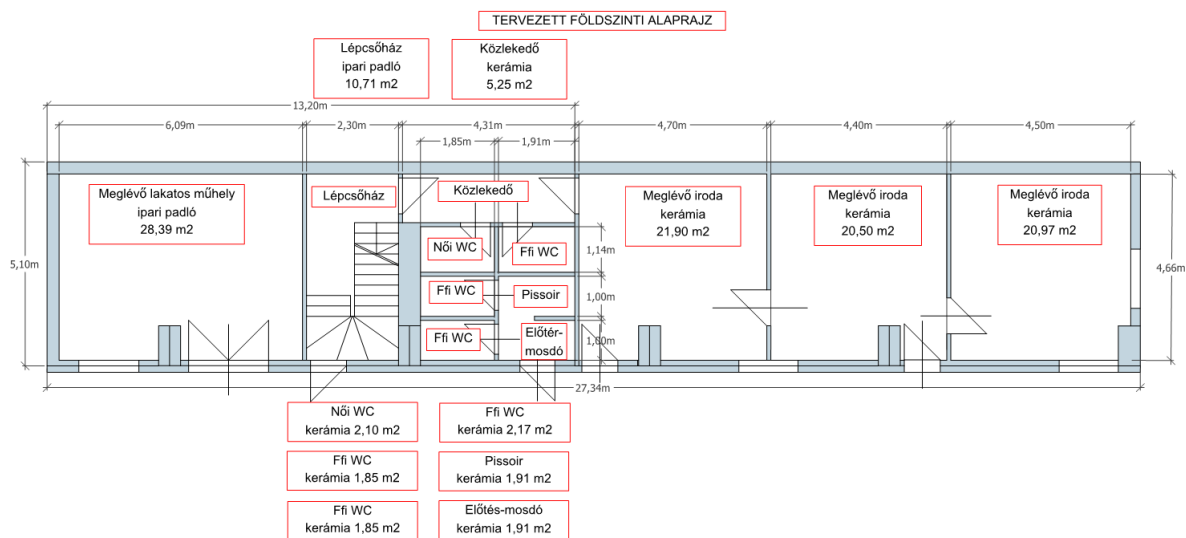 TERVEZETT FÖLDSZINTI ALAPRAJZ
Lépcsőház
ipari padló
10,71 m2
Közlekedő
kerámia
5,25 m2
13,20m
6,09m
2,30m
4,31m
4,70m
4,40m
4,50m
1,85m
1,91m
Meglévő lakatos műhely
ipari padló
28,39 m2
Lépcsőház
Közlekedő
Meglévő iroda
kerámia
21,90 m2
Meglévő iroda
kerámia
20,50 m2
Meglévő iroda
kerámia
20,97 m2
Női WC
Ffi WC
1,14m
5,10m
4,66m
Ffi WC
Pissoir
1,00m
Ffi WC
Előtér-
mosdó
1,00m
27,34m
Női WC
kerámia 2,10 m2
Ffi WC
kerámia 2,17 m2
Ffi WC
kerámia 1,85 m2
Pissoir
kerámia 1,91 m2
Ffi WC
kerámia 1,85 m2
Előtés-mosdó
kerámia 1,91 m2